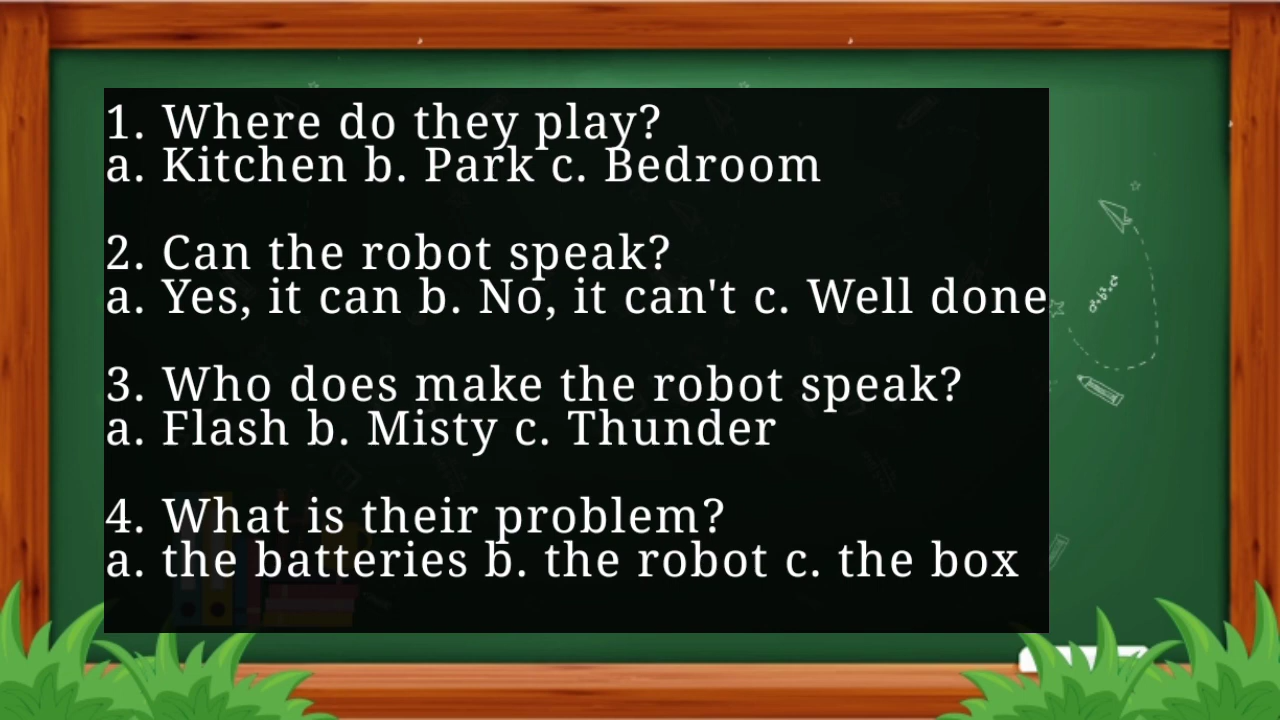 1. Where do they play?
a. Kitchen b. Park c. Bedroom
2. Can the robot speak?
a. Yes, it can b. No, it can't c. Well done
3. Who does make the robot speak?
a. Flash b. Misty c. Thunder
4. What is their problem?
a. the batteries b. the robot c. the box